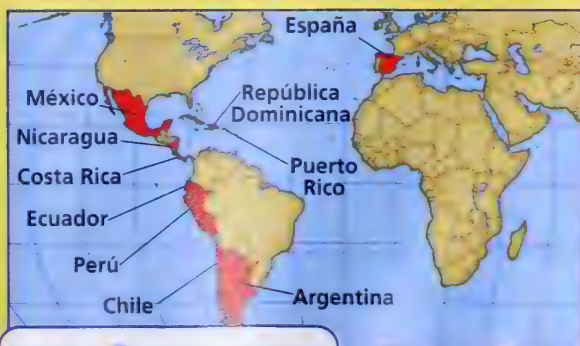 España
México
República
Dominicana
Nicaragua
Puerto
Rico
Costa Rica
Ecuador
Perú
Chile
Argentina